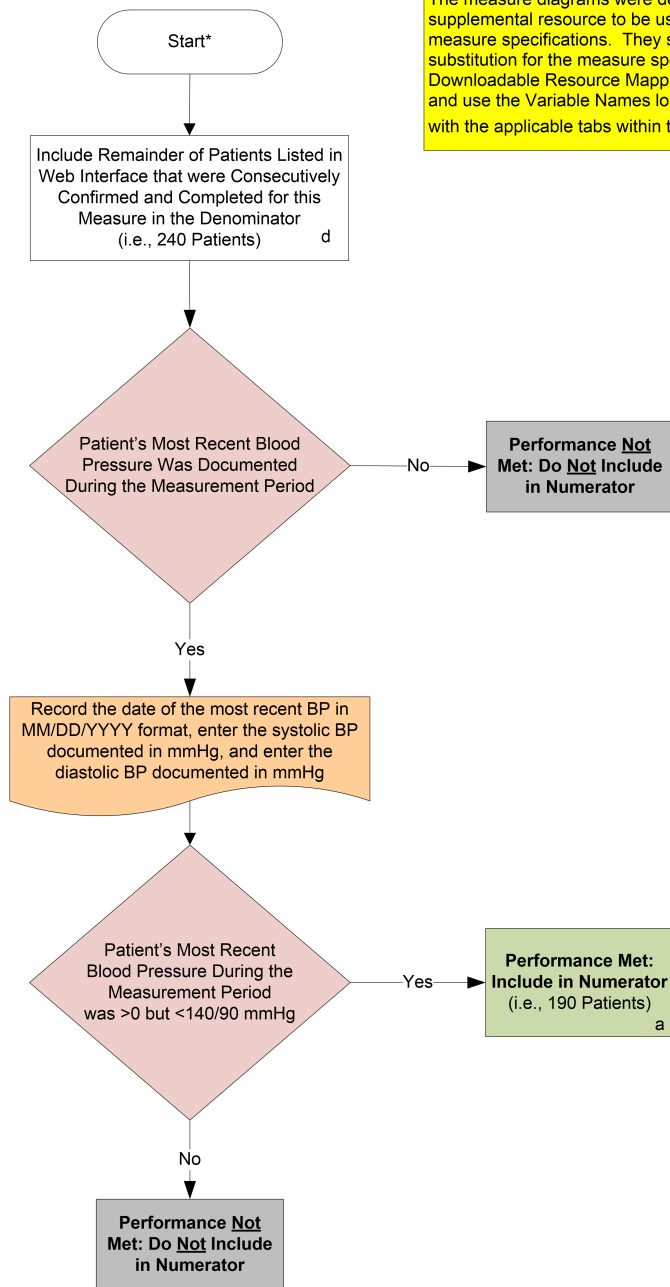 Start*
The measure diagrams were de
supplemental resource to be us
measure specifications. They s
substitution for the measure spe
Downloadable Resource Mapp
and use the Variable Names lo
with the applicable tabs within t
Include Remainder of Patients Listed in
Web Interface that were Consecutively
Confirmed and Completed for this
Measure in the Denominator
(i.e., 240 Patients) d
Patient's Most Recent Blood
Pressure Was Documented
During the Measurement Period
No
Performance Not
Met: Do Not Include
in Numerator
Yes
Record the date of the most recent BP in
MM/DD/YYYY format, enter the systolic BP
documented in mmHg, and enter the
diastolic BP documented in mmHg
Patient's Most Recent
Blood Pressure During the
Measurement Period
was >0 but <140/90 mmHg
Yes
Performance Met:
Include in Numerator
(i.e., 190 Patients)
a
No
Performance Not
Met: Do Not Include
in Numerator